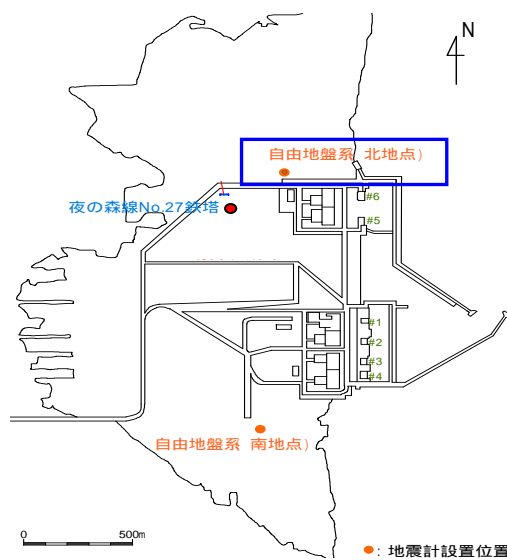 N
自由地盤系 北地点)
夜の森線No.27鉄塔
#6
#5
#1
#2
#3
#4
自由地盤系 南地点)
0 500m
●: 地震計設置位置